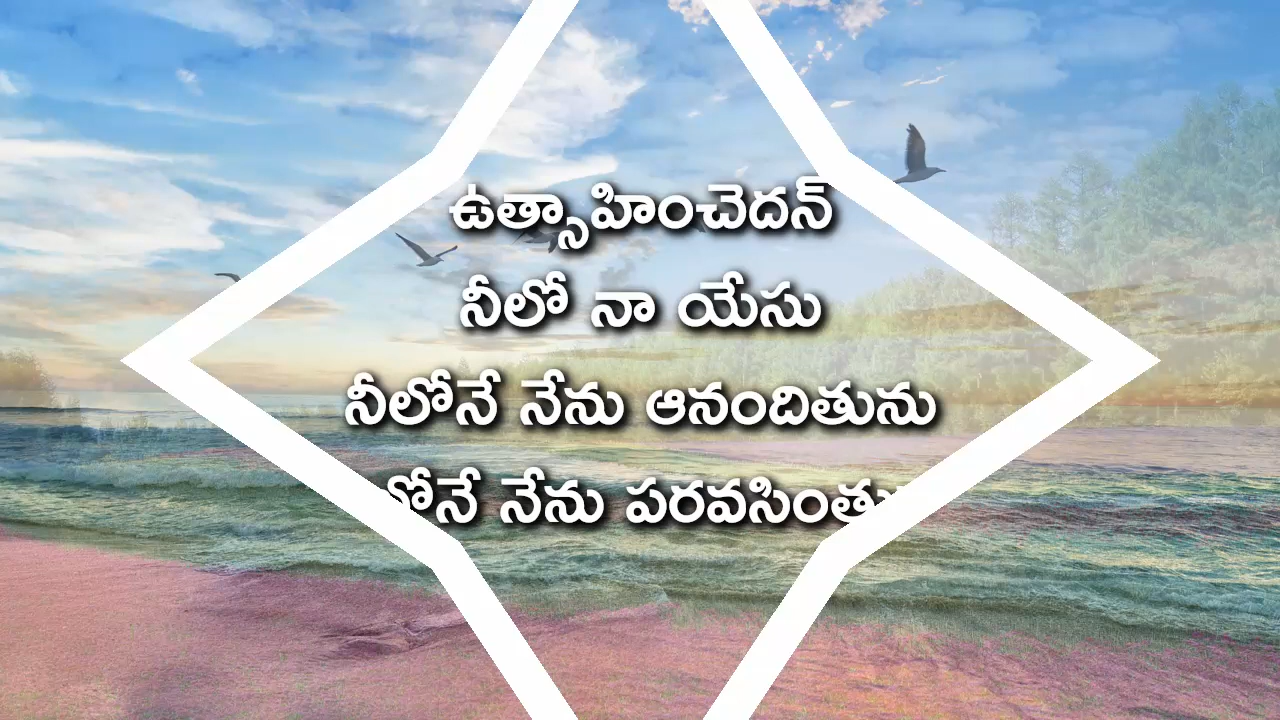 ఉత్సాహించెదన్
నీలో నా యేసు
నీలోనే నేను ఆనందితును
నేను